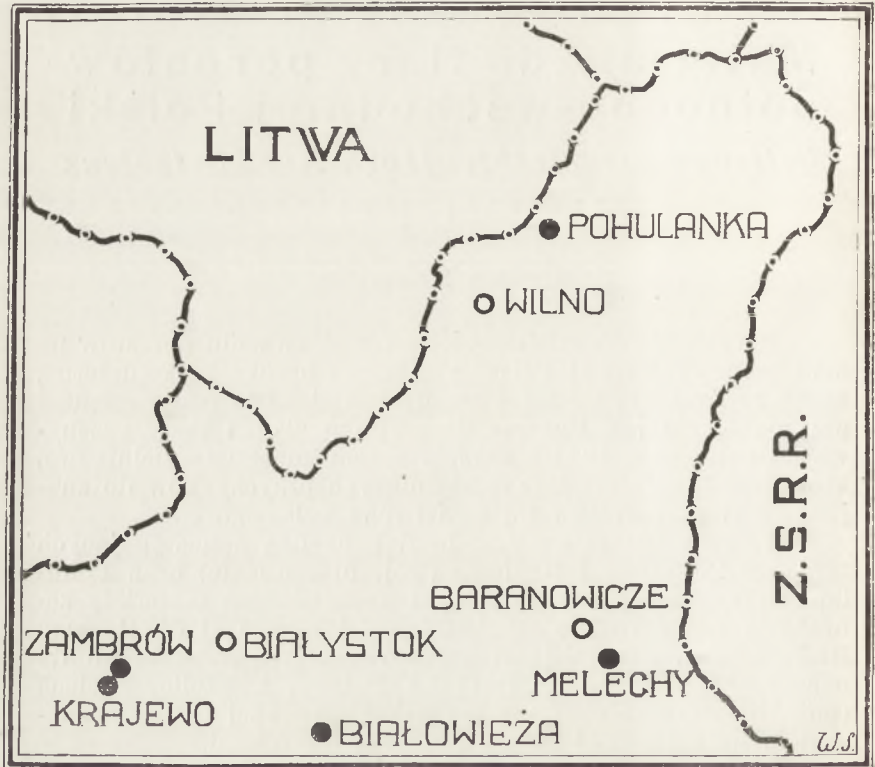 LITWA
POHULANKA
WILNO
Z.S.R.R.
BARANOWICZE
ZAMBRÓW
BIAŁYSTOK
MELECHY
KRAJEWO
BIAŁOWIEŻA
W.S.